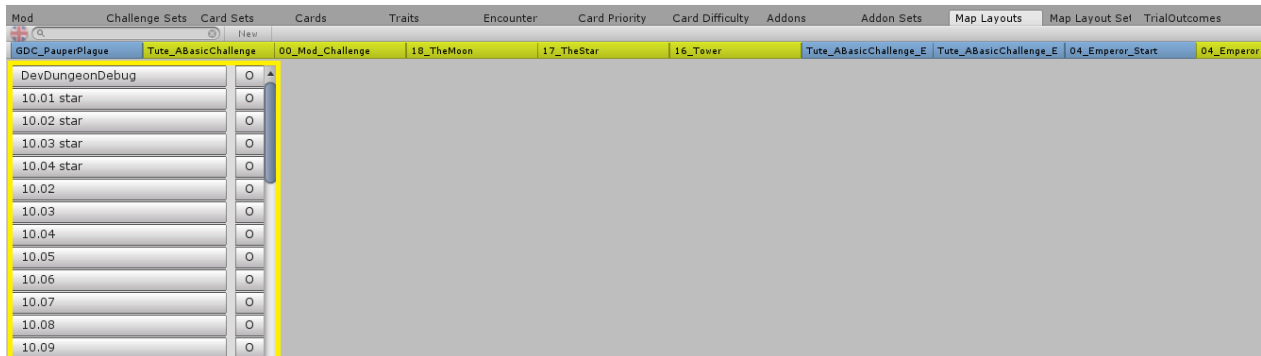 Mod Challenge Sets Card Sets Cards Traits Encounter Card Priority Card Difficulty Addons Addon Sets Map Layouts Map Layout Set TrialOutcomes
New
GDC_PauperPlague Tute_ABasicChallenge 00_Mod_Challenge 18_TheMoon 17_TheStar 16_Tower Tute_ABasicChallenge_E Tute_ABasicChallenge_E 04_Emperor_Start 04_Emperor
DevDungeonDebug O
10.01 star O
10.02 star O
10.03 star O
10.04 star O
10.02 O
10.03 O
10.04 O
10.05 O
10.06 O
10.07 O
10.08 O
10.09 O